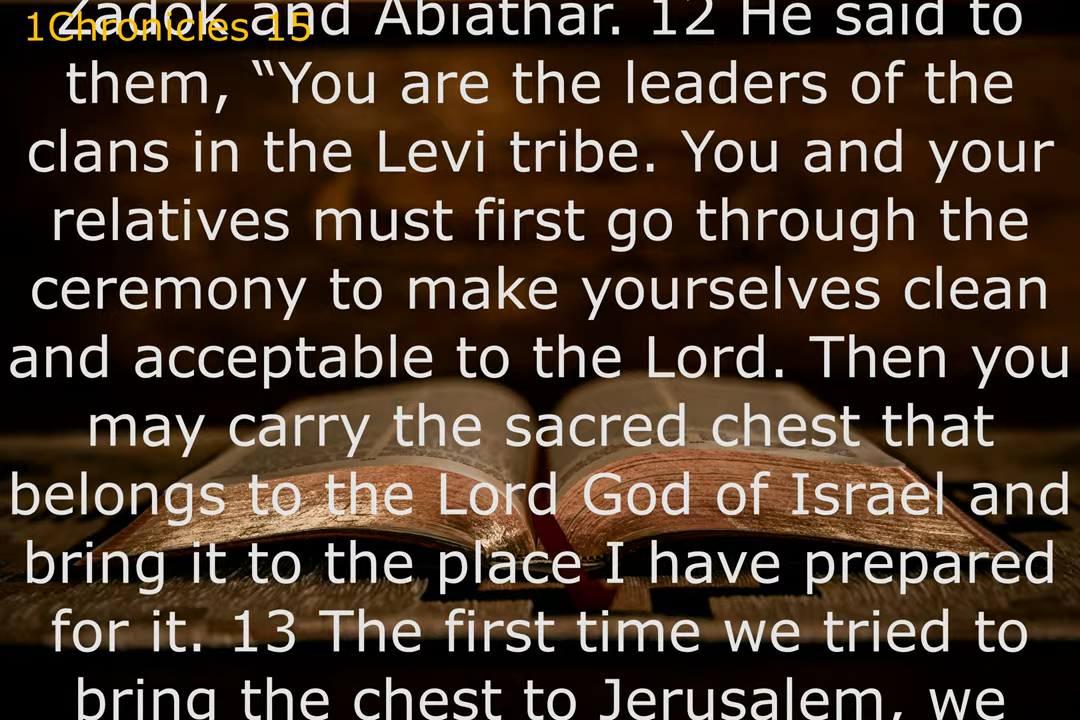 1Chronicles 15
Zadok and Abiathar. 12 He said to
them, “You are the leaders of the
clans in the Levi tribe. You and your
relatives must first go through the
ceremony to make yourselves clean
and acceptable to the Lord. Then you
may carry the sacred chest that
belongs to the Lord God of Israel and
bring it to the place I have prepared
for it. 13 The first time we tried to
bring the chest to Jerusalem, we